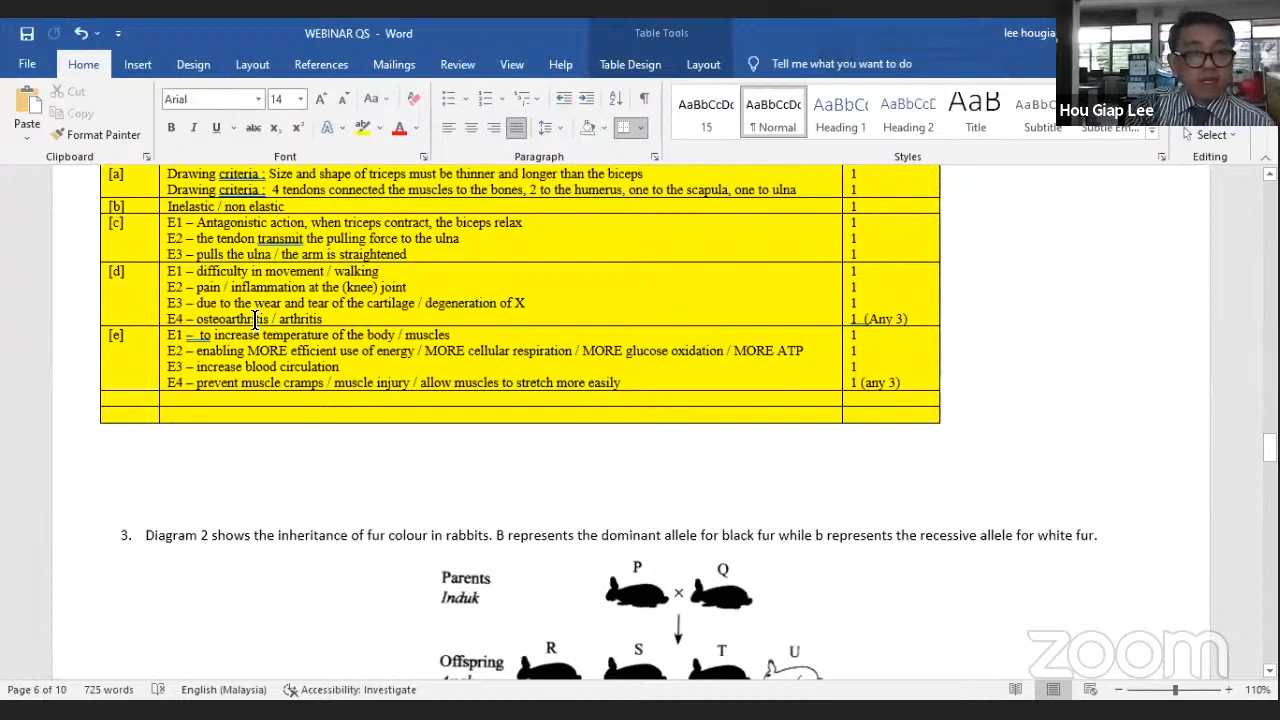 WEBINAR QS - Word
Table Tools
lee hougia
File
Home
Insert
Design
Layout
References
Mailings
Review
View
Help
Table Design
Layout
Tell me what you want to do
Hou Giap Lee
Paste
Cut
Copy
Format Painter
Clipboard
Arial
14
Font
Paragraph
AaBbCcDc
15
AaBbCcDc
¶ Normal
AaBbCcI
Heading 1
AaBbCcD
Heading 2
AaB
Title
AaBbCcD
Subtitle
AaBbCcDt
Subtle Em...
Styles
Select
Editing
[a] Drawing criteria : Size and shape of triceps must be thinner and longer than the biceps 1
Drawing criteria : 4 tendons connected the muscles to the bones, 2 to the humerus, one to the scapula, one to ulna 1
[b] Inelastic / non elastic 1
[c] E1 – Antagonistic action, when triceps contract, the biceps relax 1
E2 – the tendon transmit the pulling force to the ulna 1
E3 – pulls the ulna / the arm is straightened 1
[d] E1 – difficulty in movement / walking 1
E2 – pain / inflammation at the (knee) joint 1
E3 – due to the wear and tear of the cartilage / degeneration of X 1
E4 – osteoarthritis / arthritis 1 (Any 3)
[e] E1 – to increase temperature of the body / muscles 1
E2 – enabling MORE efficient use of energy / MORE cellular respiration / MORE glucose oxidation / MORE ATP 1
E3 – increase blood circulation 1
E4 – prevent muscle cramps / muscle injury / allow muscles to stretch more easily 1 (any 3)
3. Diagram 2 shows the inheritance of fur colour in rabbits. B represents the dominant allele for black fur while b represents the recessive allele for white fur.
Parents P × Q
Induk
Offspring R S T U
zoom
Page 6 of 10
725 words
English (Malaysia)
Accessibility: Investigate
110%